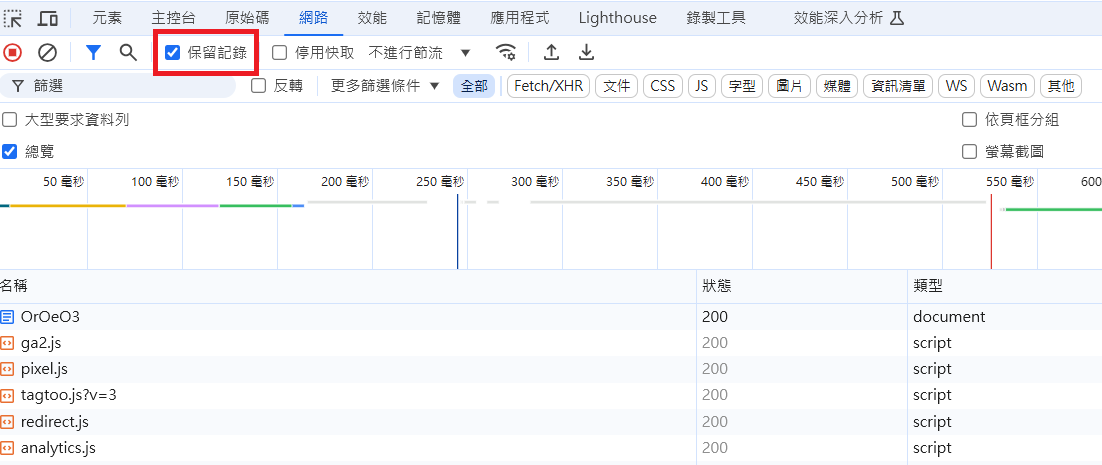 元素 主控台 原始碼 網路 效能 記憶體 應用程式 Lighthouse 錄製工具 效能深入分析
保留記錄 停用快取 不進行節流
篩選 反轉 更多篩選條件 全部 Fetch/XHR 文件 CSS JS 字型 圖片 媒體 資訊清單 WS Wasm 其他
大型要求資料列 依頁框分組
總覽 螢幕截圖
50 毫秒 100 毫秒 150 毫秒 200 毫秒 250 毫秒 300 毫秒 350 毫秒 400 毫秒 450 毫秒 500 毫秒 550 毫秒 600
名稱 狀態 類型
OrOeO3 200 document
ga2.js 200 script
pixel.js 200 script
tagtoo.js?v=3 200 script
redirect.js 200 script
analytics.js 200 script